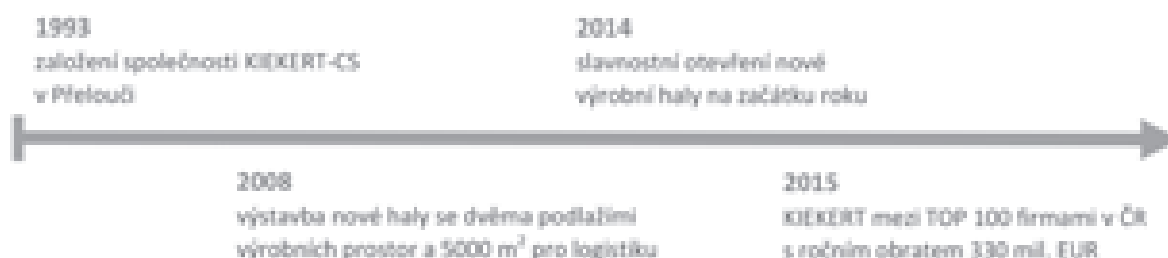 1993
založení společnosti KIEKERT-CS
v Přelouči
2014
slavnostní otevření nové
výrobní haly na začátku roku
2008
výstavba nové haly se dvěma podlažími
výrobních prostor a 5000 m² pro logistiku
2015
KIEKERT mezi TOP 100 firmami v ČR
s ročním obratem 330 mil. EUR